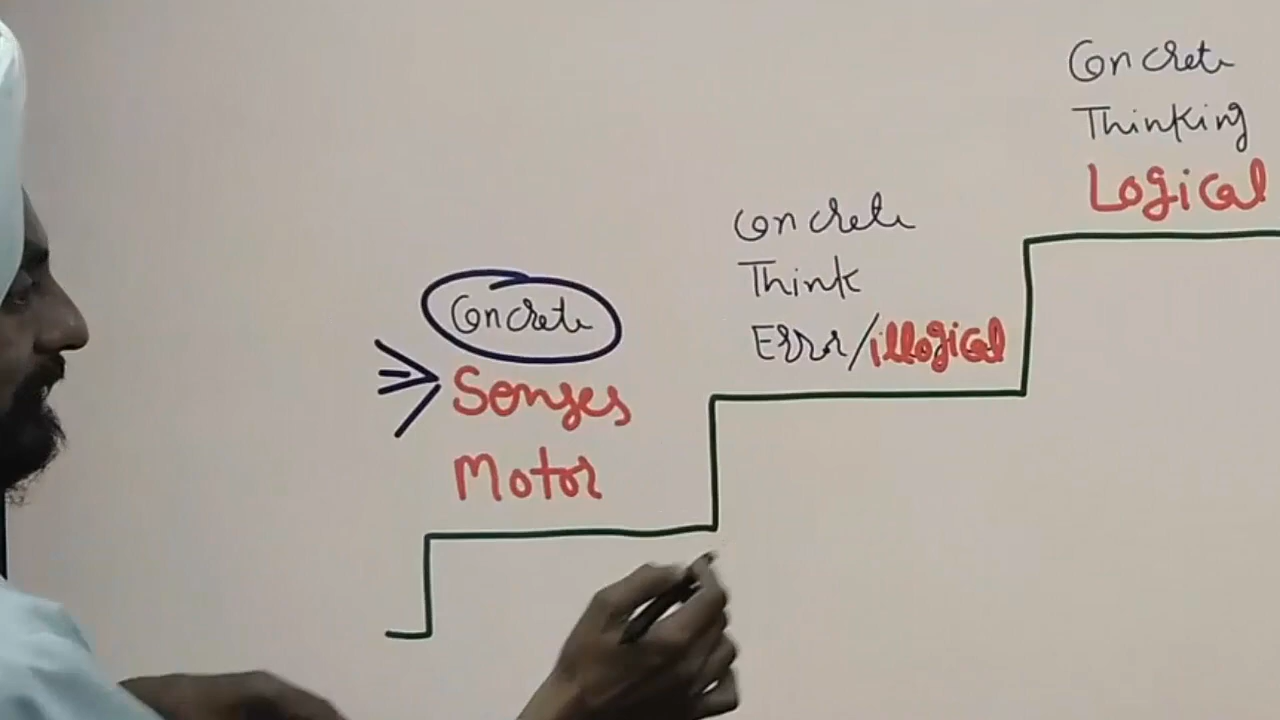 Concrete
Senses
Motor
Concrete
Think
Error/illogical
Concrete
Thinking
Logical